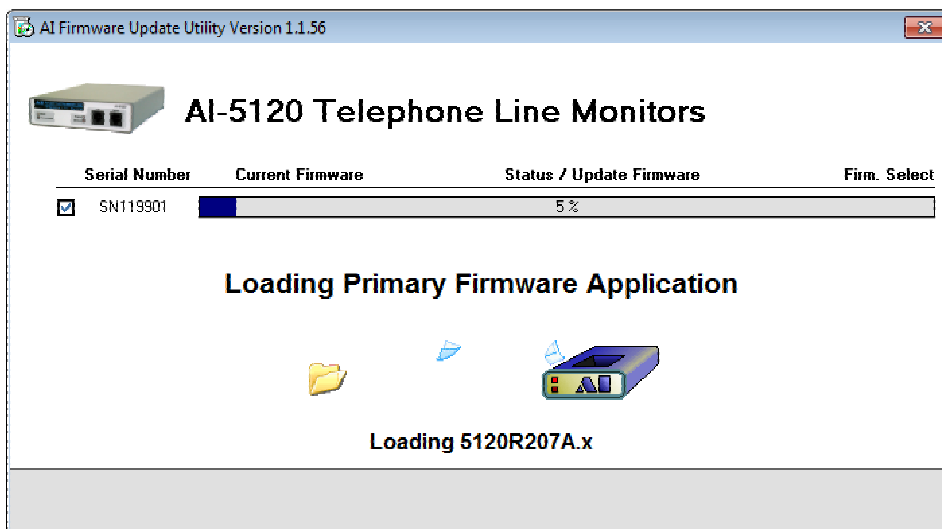 AI Firmware Update Utility Version 1.1.56
AI-5120 Telephone Line Monitors
Serial Number Current Firmware Status / Update Firmware Firm. Select
SN119901 5 %
Loading Primary Firmware Application
AI
Loading 5120R207A.x